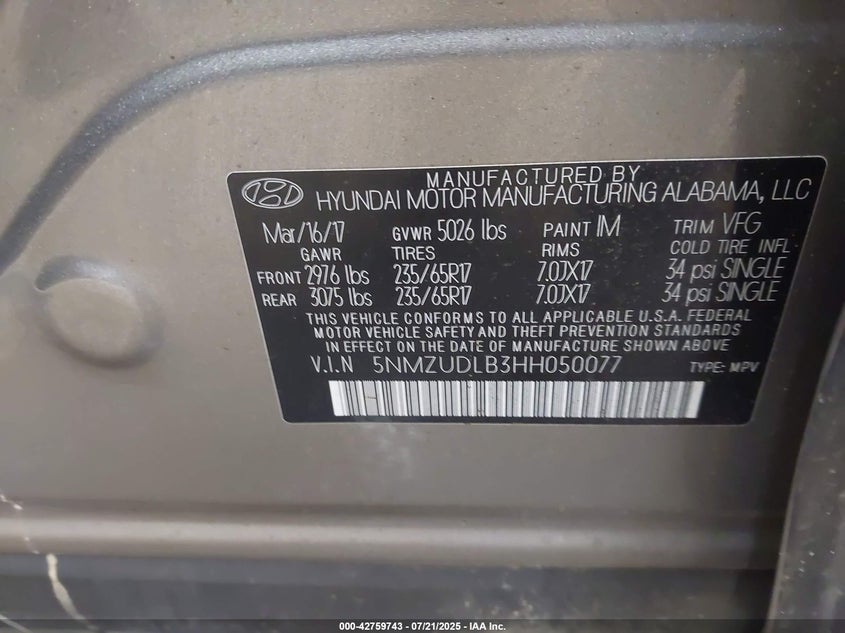 MANUFACTURED BY
HYUNDAI MOTOR MANUFACTURING ALABAMA, LLC
Mar/16/17 GVWR 5026 lbs PAINT IM TRIM VFG
GAWR TIRES RIMS COLD TIRE INFL
FRONT 2976 lbs 235/65R17 7.0JX17 34 psi SINGLE
REAR 3075 lbs 235/65R17 7.0JX17 34 psi SINGLE
THIS VEHICLE CONFORMS TO ALL APPLICABLE U.S.A. FEDERAL
MOTOR VEHICLE SAFETY AND THEFT PREVENTION STANDARDS
IN EFFECT ON THE DATE OF MANUFACTURE SHOWN ABOVE
V.I.N 5NMZUDLB3HH050077 TYPE: MPV
000-42759743 / 07/21/2025 - IAA Inc.